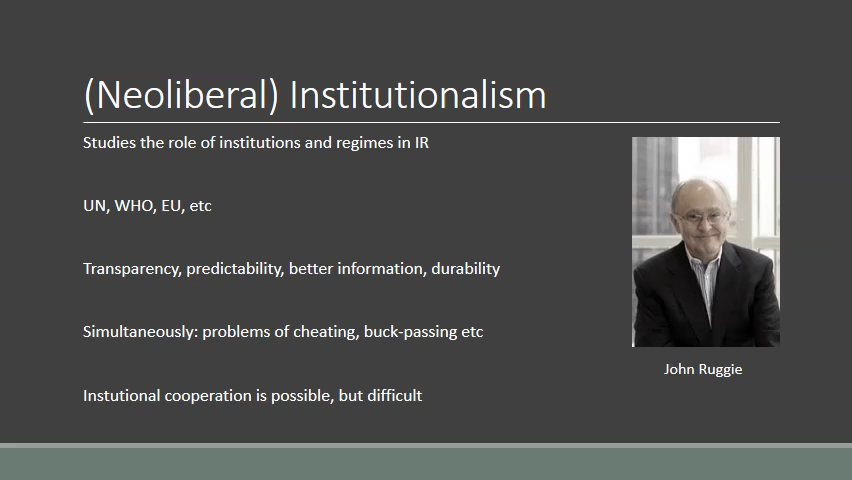 (Neoliberal) Institutionalism
Studies the role of institutions and regimes in IR
UN, WHO, EU, etc
Transparency, predictability, better information, durability
Simultaneously: problems of cheating, buck-passing etc
Instutional cooperation is possible, but difficult
John Ruggie